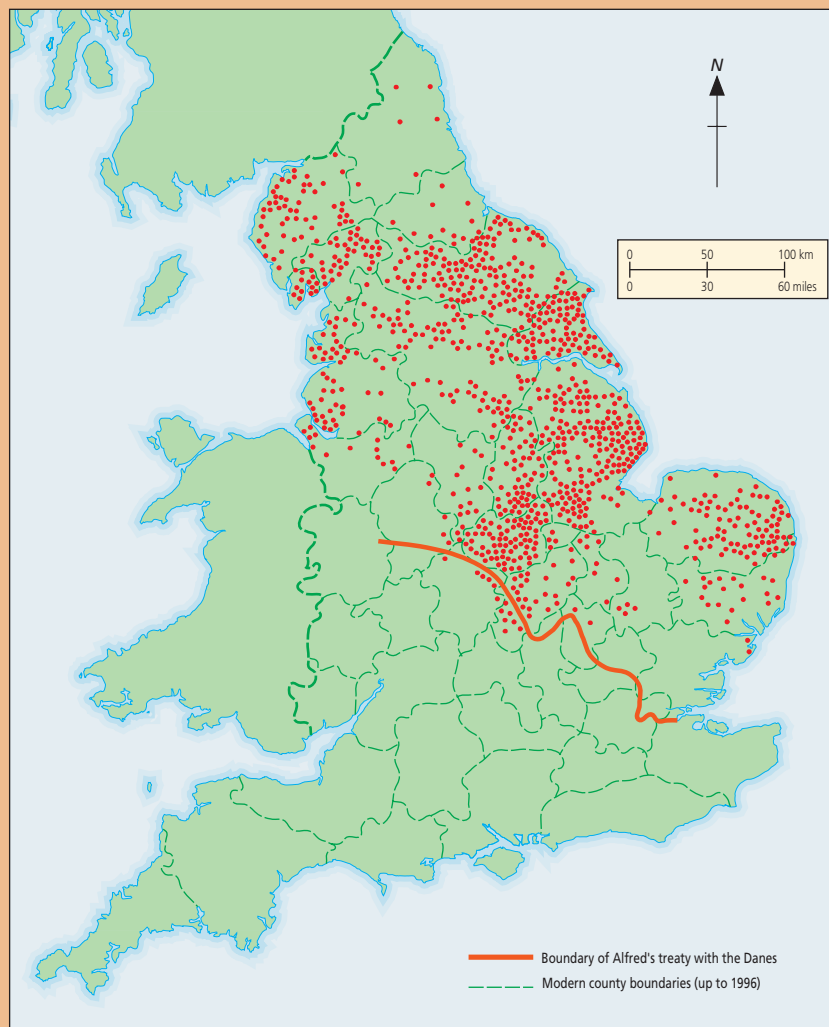 N
0 50 100 km
0 30 60 miles
Boundary of Alfred's treaty with the Danes
Modern county boundaries (up to 1996)